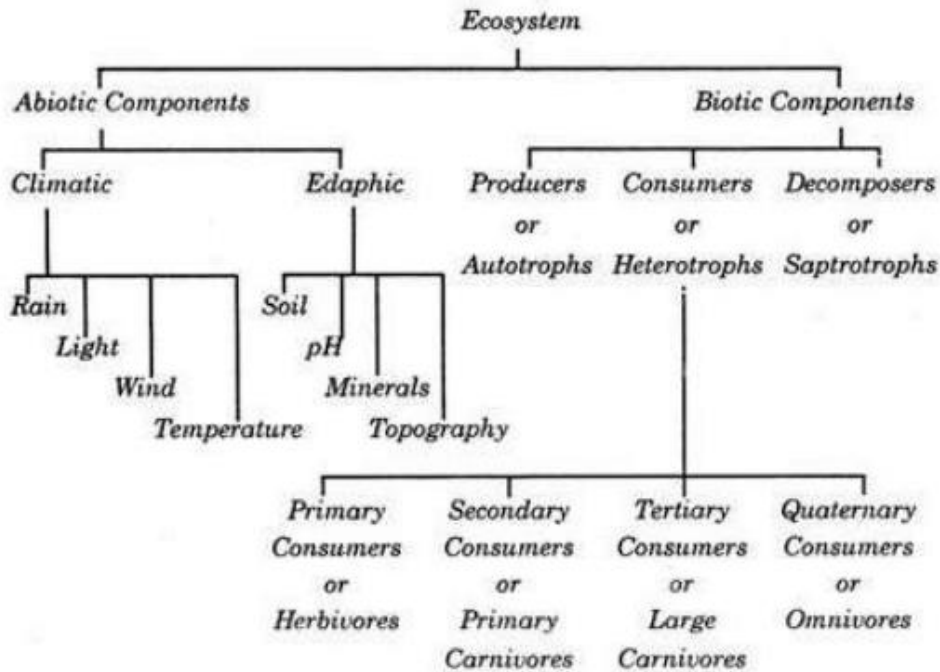 Ecosystem
Abiotic Components Biotic Components
Climatic Edaphic Producers Consumers Decomposers
or or or
Autotrophs Heterotrophs Saptrotrophs
Rain Soil
Light pH
Wind Minerals
Temperature Topography
Primary Secondary Tertiary Quaternary
Consumers Consumers Consumers Consumers
or or or or
Herbivores Primary Large Omnivores
Carnivores Carnivores